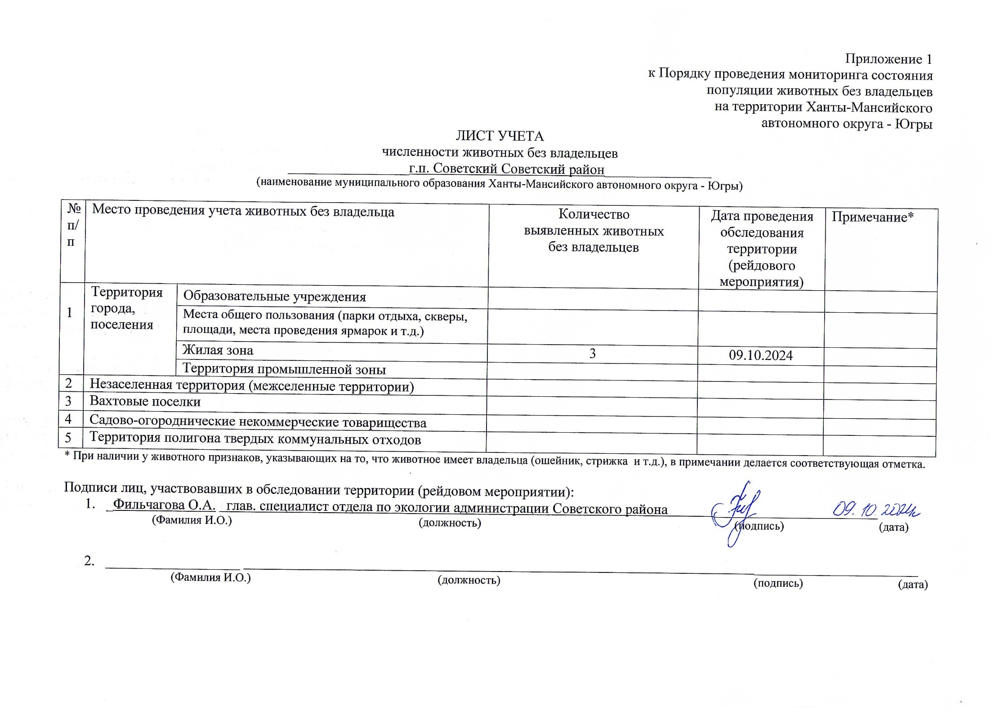 Приложение 1
к Порядку проведения мониторинга состояния
популяции животных без владельцев
на территории Ханты-Мансийского
автономного округа - Югры
ЛИСТ УЧЕТА
численности животных без владельцев
г.п. Советский Советский район
(наименование муниципального образования Ханты-Мансийского автономного округа - Югры)
№ п/п
Место проведения учета животных без владельца
Количество
выявленных животных
без владельцев
Дата проведения
обследования
территории
(рейдового
мероприятия)
Примечание*
1
Территория
города,
поселения
Образовательные учреждения
Места общего пользования (парки отдыха, скверы,
площади, места проведения ярмарок и т.д.)
Жилая зона 3 09.10.2024
Территория промышленной зоны
2 Незаселенная территория (межселенные территории)
3 Вахтовые поселки
4 Садово-огороднические некоммерческие товарищества
5 Территория полигона твердых коммунальных отходов
* При наличии у животного признаков, указывающих на то, что животное имеет владельца (ошейник, стрижка и т.д.), в примечании делается соответствующая отметка.
Подписи лиц, участвовавших в обследовании территории (рейдовом мероприятии):
1. Фильчагова О.А. глав. специалист отдела по экологии администрации Советского района 09.10.2024г
(Фамилия И.О.) (должность) (подпись) (дата)
2.
(Фамилия И.О.) (должность) (подпись) (дата)